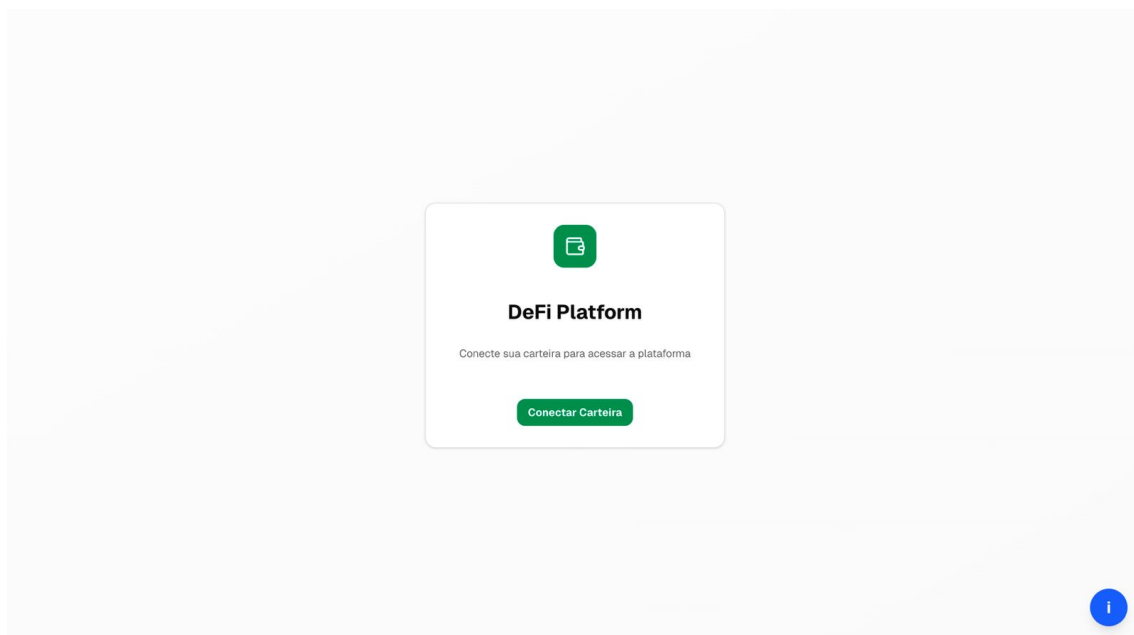 DeFi Platform
Conecte sua carteira para acessar a plataforma
Conectar Carteira
i